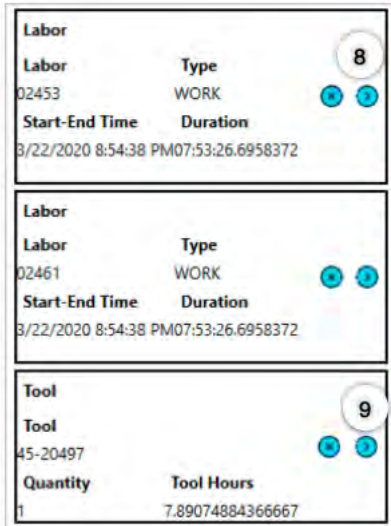 Labor
8
Labor Type
02453 WORK
Start-End Time Duration
3/22/2020 8:54:38 PM07:53:26.6958372
Labor
Labor Type
02461 WORK
Start-End Time Duration
3/22/2020 8:54:38 PM07:53:26.6958372
Tool
9
Tool
45-20497
Quantity Tool Hours
1 7.89074884366667